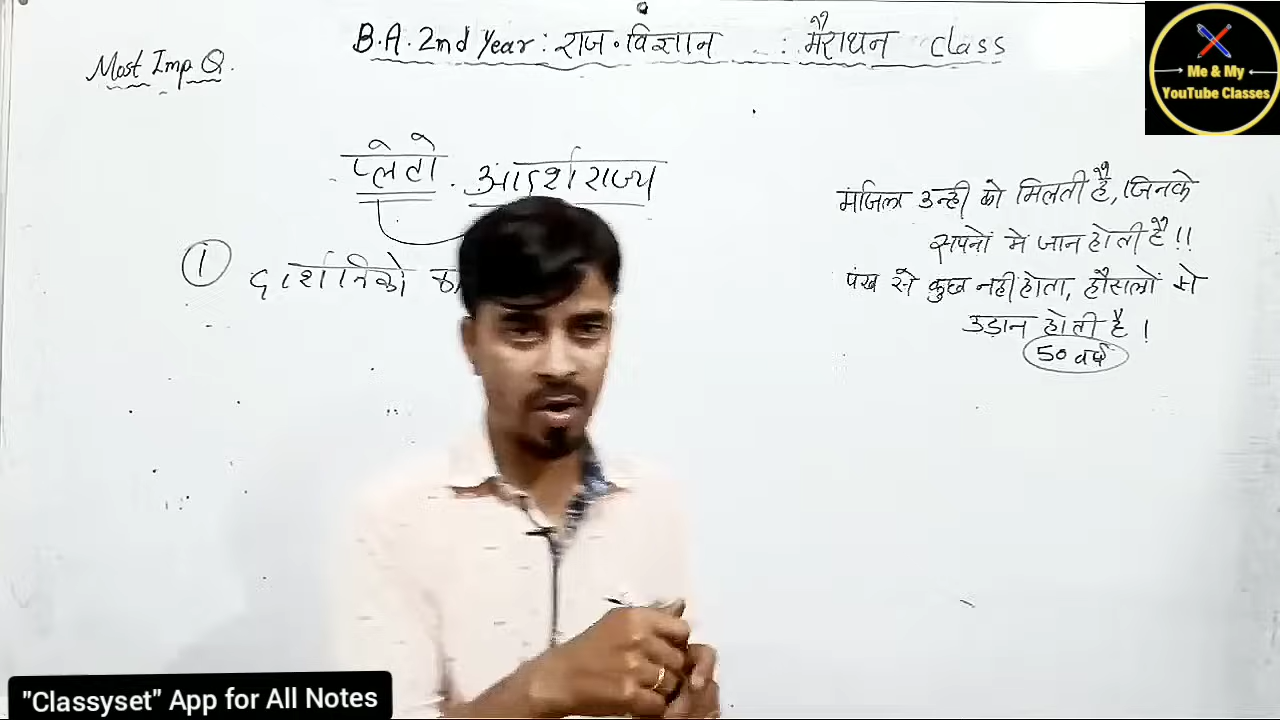 B.A. 2nd Year : राज॰विज्ञान : मैराथन Class
Most Imp Q.
Me & My
YouTube Classes
प्लेटो . आदर्शराज्य
① दार्शनिको का
मंजिल उन्ही को मिलती है, जिनके
सपनों मे जान होती है !!
पंख से कुछ नहीं होता, हौसलों से
उड़ान होती है ।
50 वर्ष
"Classyset" App for All Notes